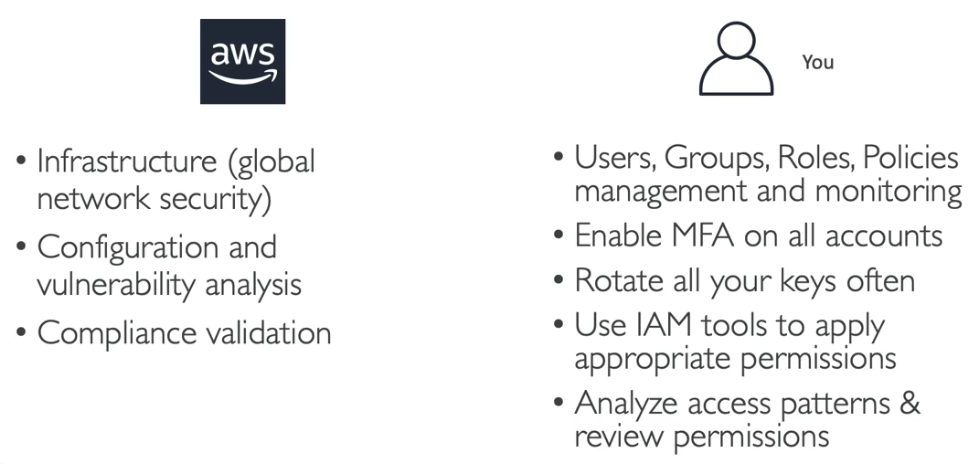 aws
• Infrastructure (global
network security)
• Configuration and
vulnerability analysis
• Compliance validation
You
• Users, Groups, Roles, Policies
management and monitoring
• Enable MFA on all accounts
• Rotate all your keys often
• Use IAM tools to apply
appropriate permissions
• Analyze access patterns &
review permissions